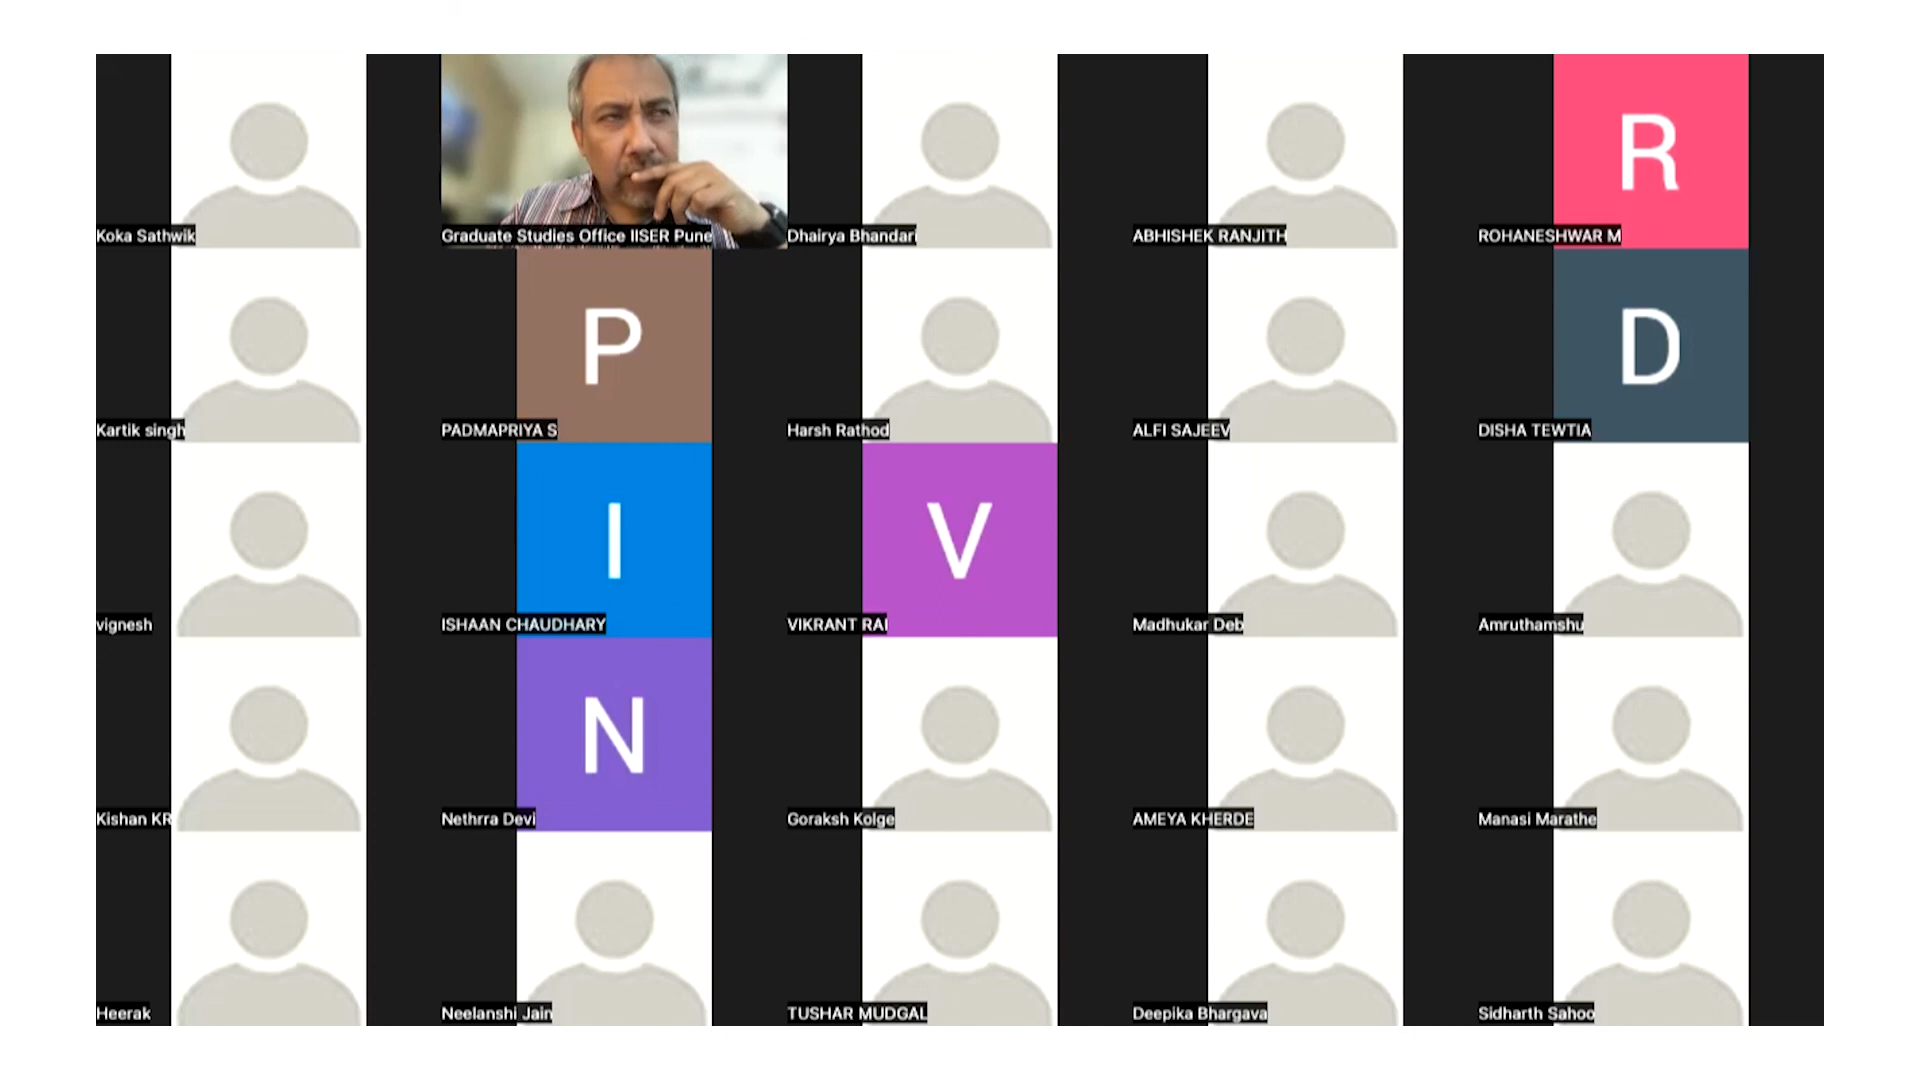 R
Koka Sathwik
Graduate Studies Office IISER Pune
Dhairya Bhandari
ABHISHEK RANJITH
ROHANESHWAR M
P
D
Kartik singh
PADMAPRIYA S
Harsh Rathod
ALFI SAJEEV
DISHA TEWTIA
I
V
vignesh
ISHAAN CHAUDHARY
VIKRANT RAI
Madhukar Deb
Amruthamshu
N
Kishan KR
Nethrra Devi
Goraksh Kolge
AMEYA KHERDE
Manasi Marathe
Heerak
Neelanshi Jain
TUSHAR MUDGAL
Deepika Bhargava
Sidharth Sahoo